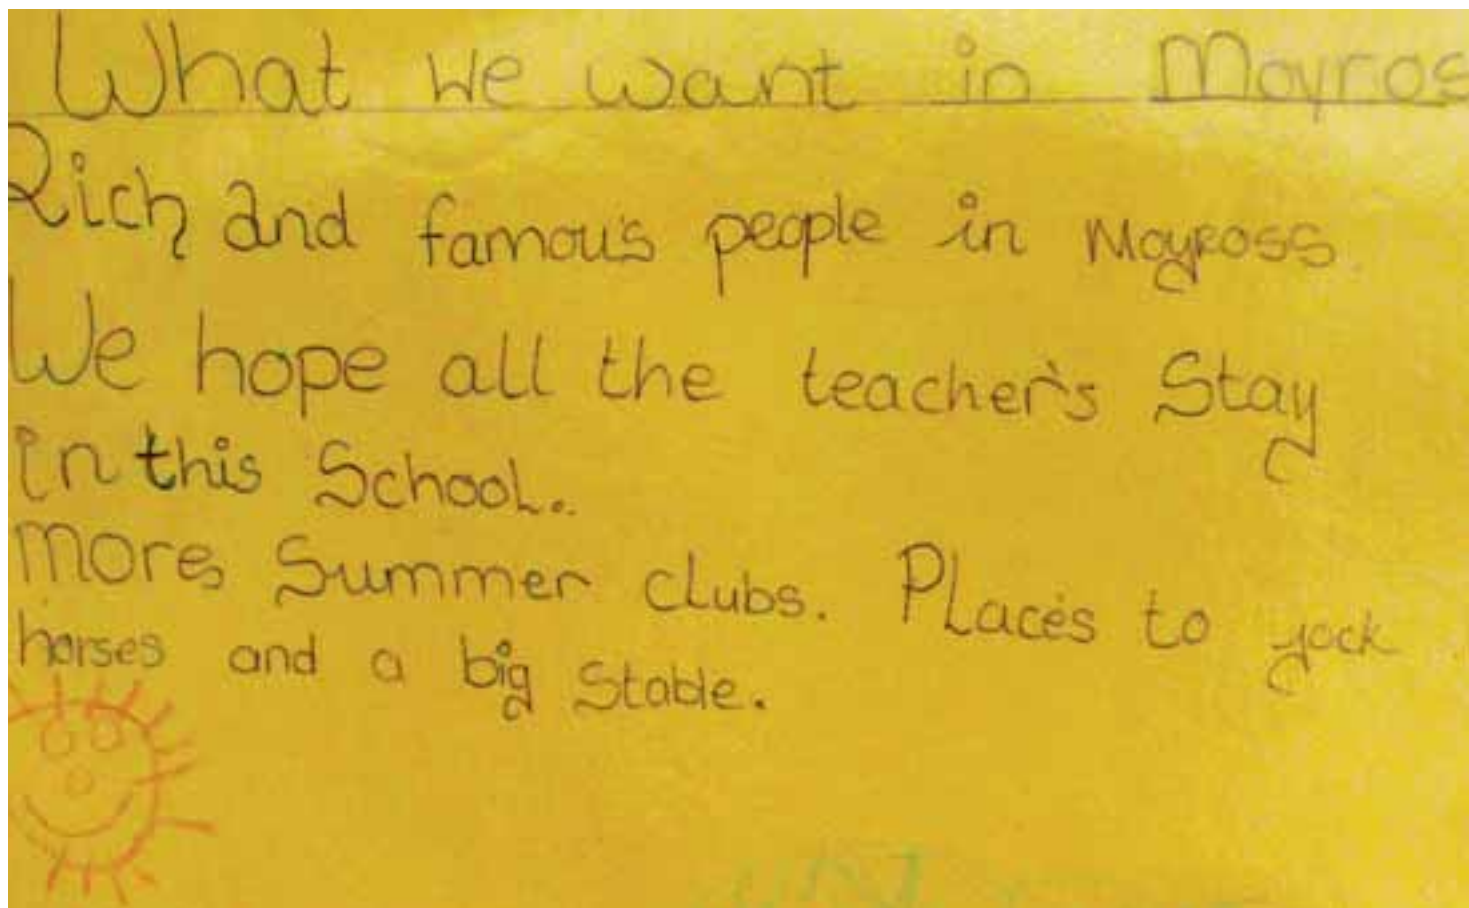 What we want in Moyros
Rich and famous people in Moyross.
We hope all the teacher's Stay
in this School..
More Summer clubs. Places to yock
horses and a big Stable.